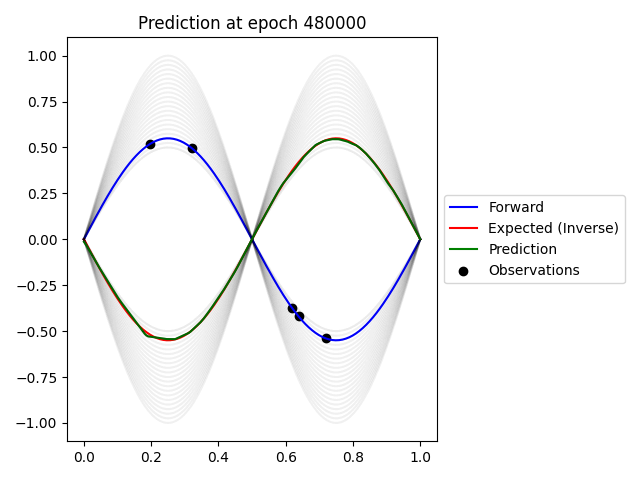 Prediction at epoch 480000
1.00
0.75
0.50
0.25
0.00
−0.25
−0.50
−0.75
−1.00
0.0 0.2 0.4 0.6 0.8 1.0
Forward
Expected (Inverse)
Prediction
Observations